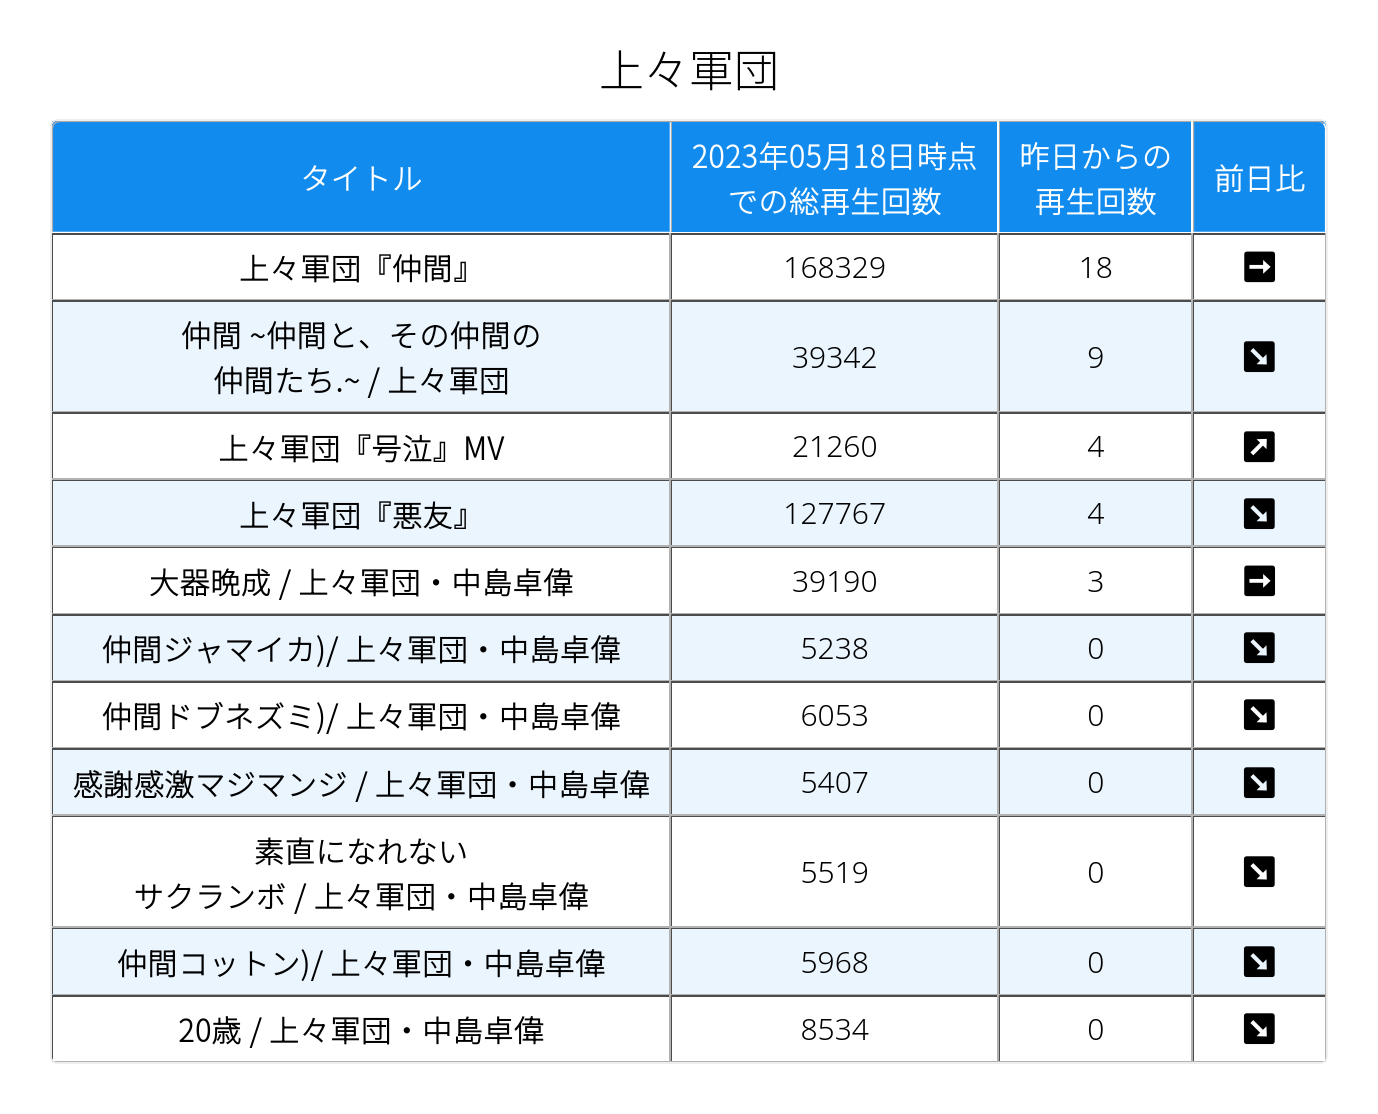 上々軍団
タイトル
2023年05月18日時点
での総再生回数
昨日からの
再生回数
前日比
上々軍団『仲間』 168329 18 ➡
仲間 ~仲間と、その仲間の
仲間たち.~ / 上々軍団 39342 9 ↘
上々軍団『号泣』MV 21260 4 ↗
上々軍団『悪友』 127767 4 ↘
大器晩成 / 上々軍団・中島卓偉 39190 3 ➡
仲間ジャマイカ)/ 上々軍団・中島卓偉 5238 0 ↘
仲間ドブネズミ)/ 上々軍団・中島卓偉 6053 0 ↘
感謝感激マジマンジ / 上々軍団・中島卓偉 5407 0 ↘
素直になれない
サクランボ / 上々軍団・中島卓偉 5519 0 ↘
仲間コットン)/ 上々軍団・中島卓偉 5968 0 ↘
20歳 / 上々軍団・中島卓偉 8534 0 ↘